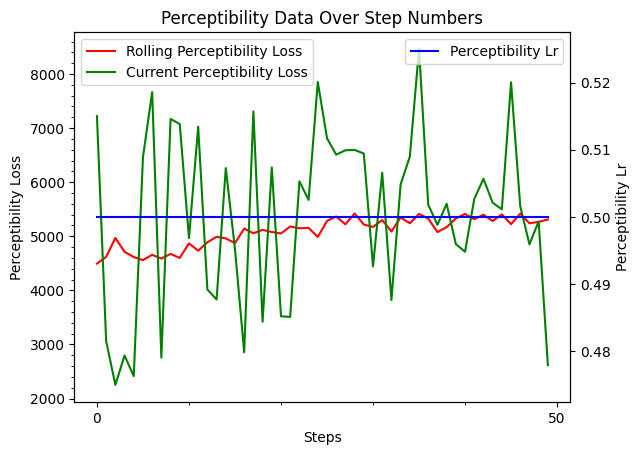 Perceptibility Data Over Step Numbers
Rolling Perceptibility Loss
Current Perceptibility Loss
Perceptibility Lr
8000
7000
6000
5000
4000
3000
2000
Perceptibility Loss
0.52
0.51
0.50
0.49
0.48
Perceptibility Lr
0
50
Steps